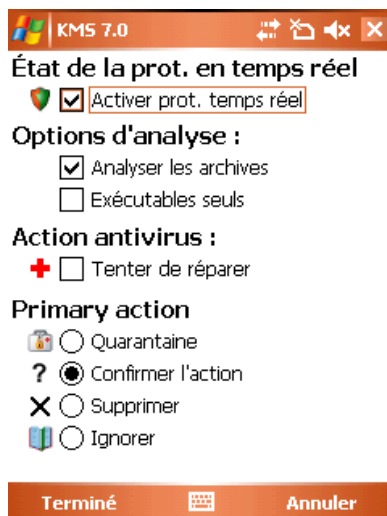 KMS 7.0
État de la prot. en temps réel
Activer prot. temps réel
Options d'analyse :
Analyser les archives
Exécutables seuls
Action antivirus :
Tenter de réparer
Primary action
Quarantaine
? Confirmer l'action
Supprimer
Ignorer
Terminé Annuler